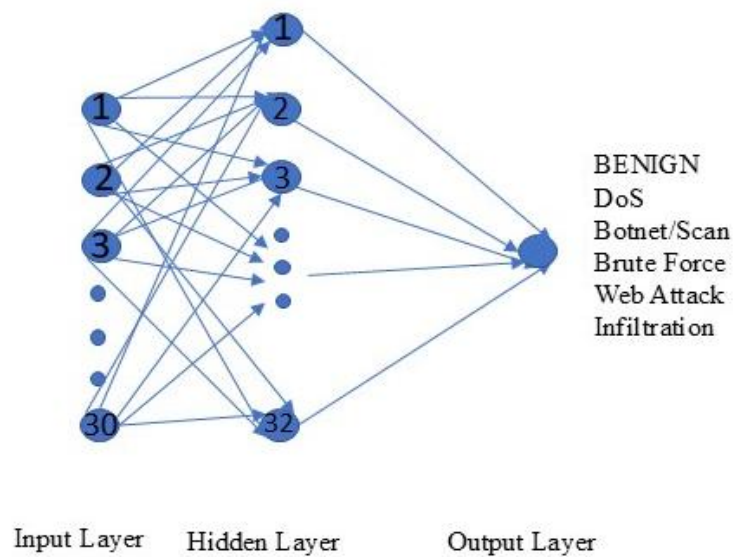 1
1
2
2
3
3
30
32
BENIGN
DoS
Botnet/Scan
Brute Force
Web Attack
Infiltration
Input Layer
Hidden Layer
Output Layer